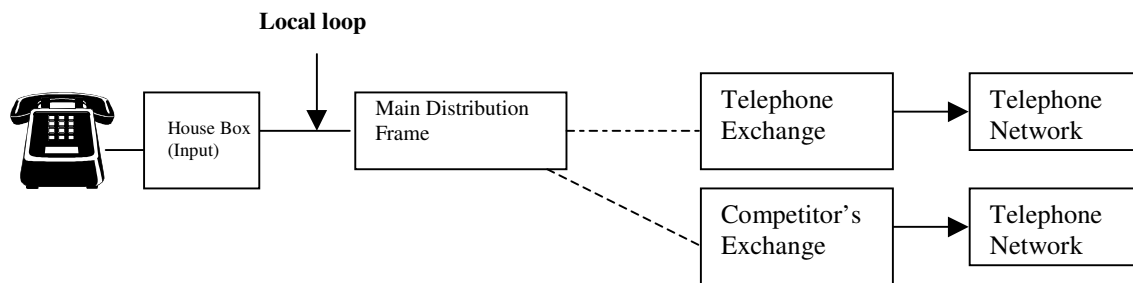 Local loop
House Box
(Input)
Main Distribution
Frame
Telephone
Exchange
Telephone
Network
Competitor’s
Exchange
Telephone
Network